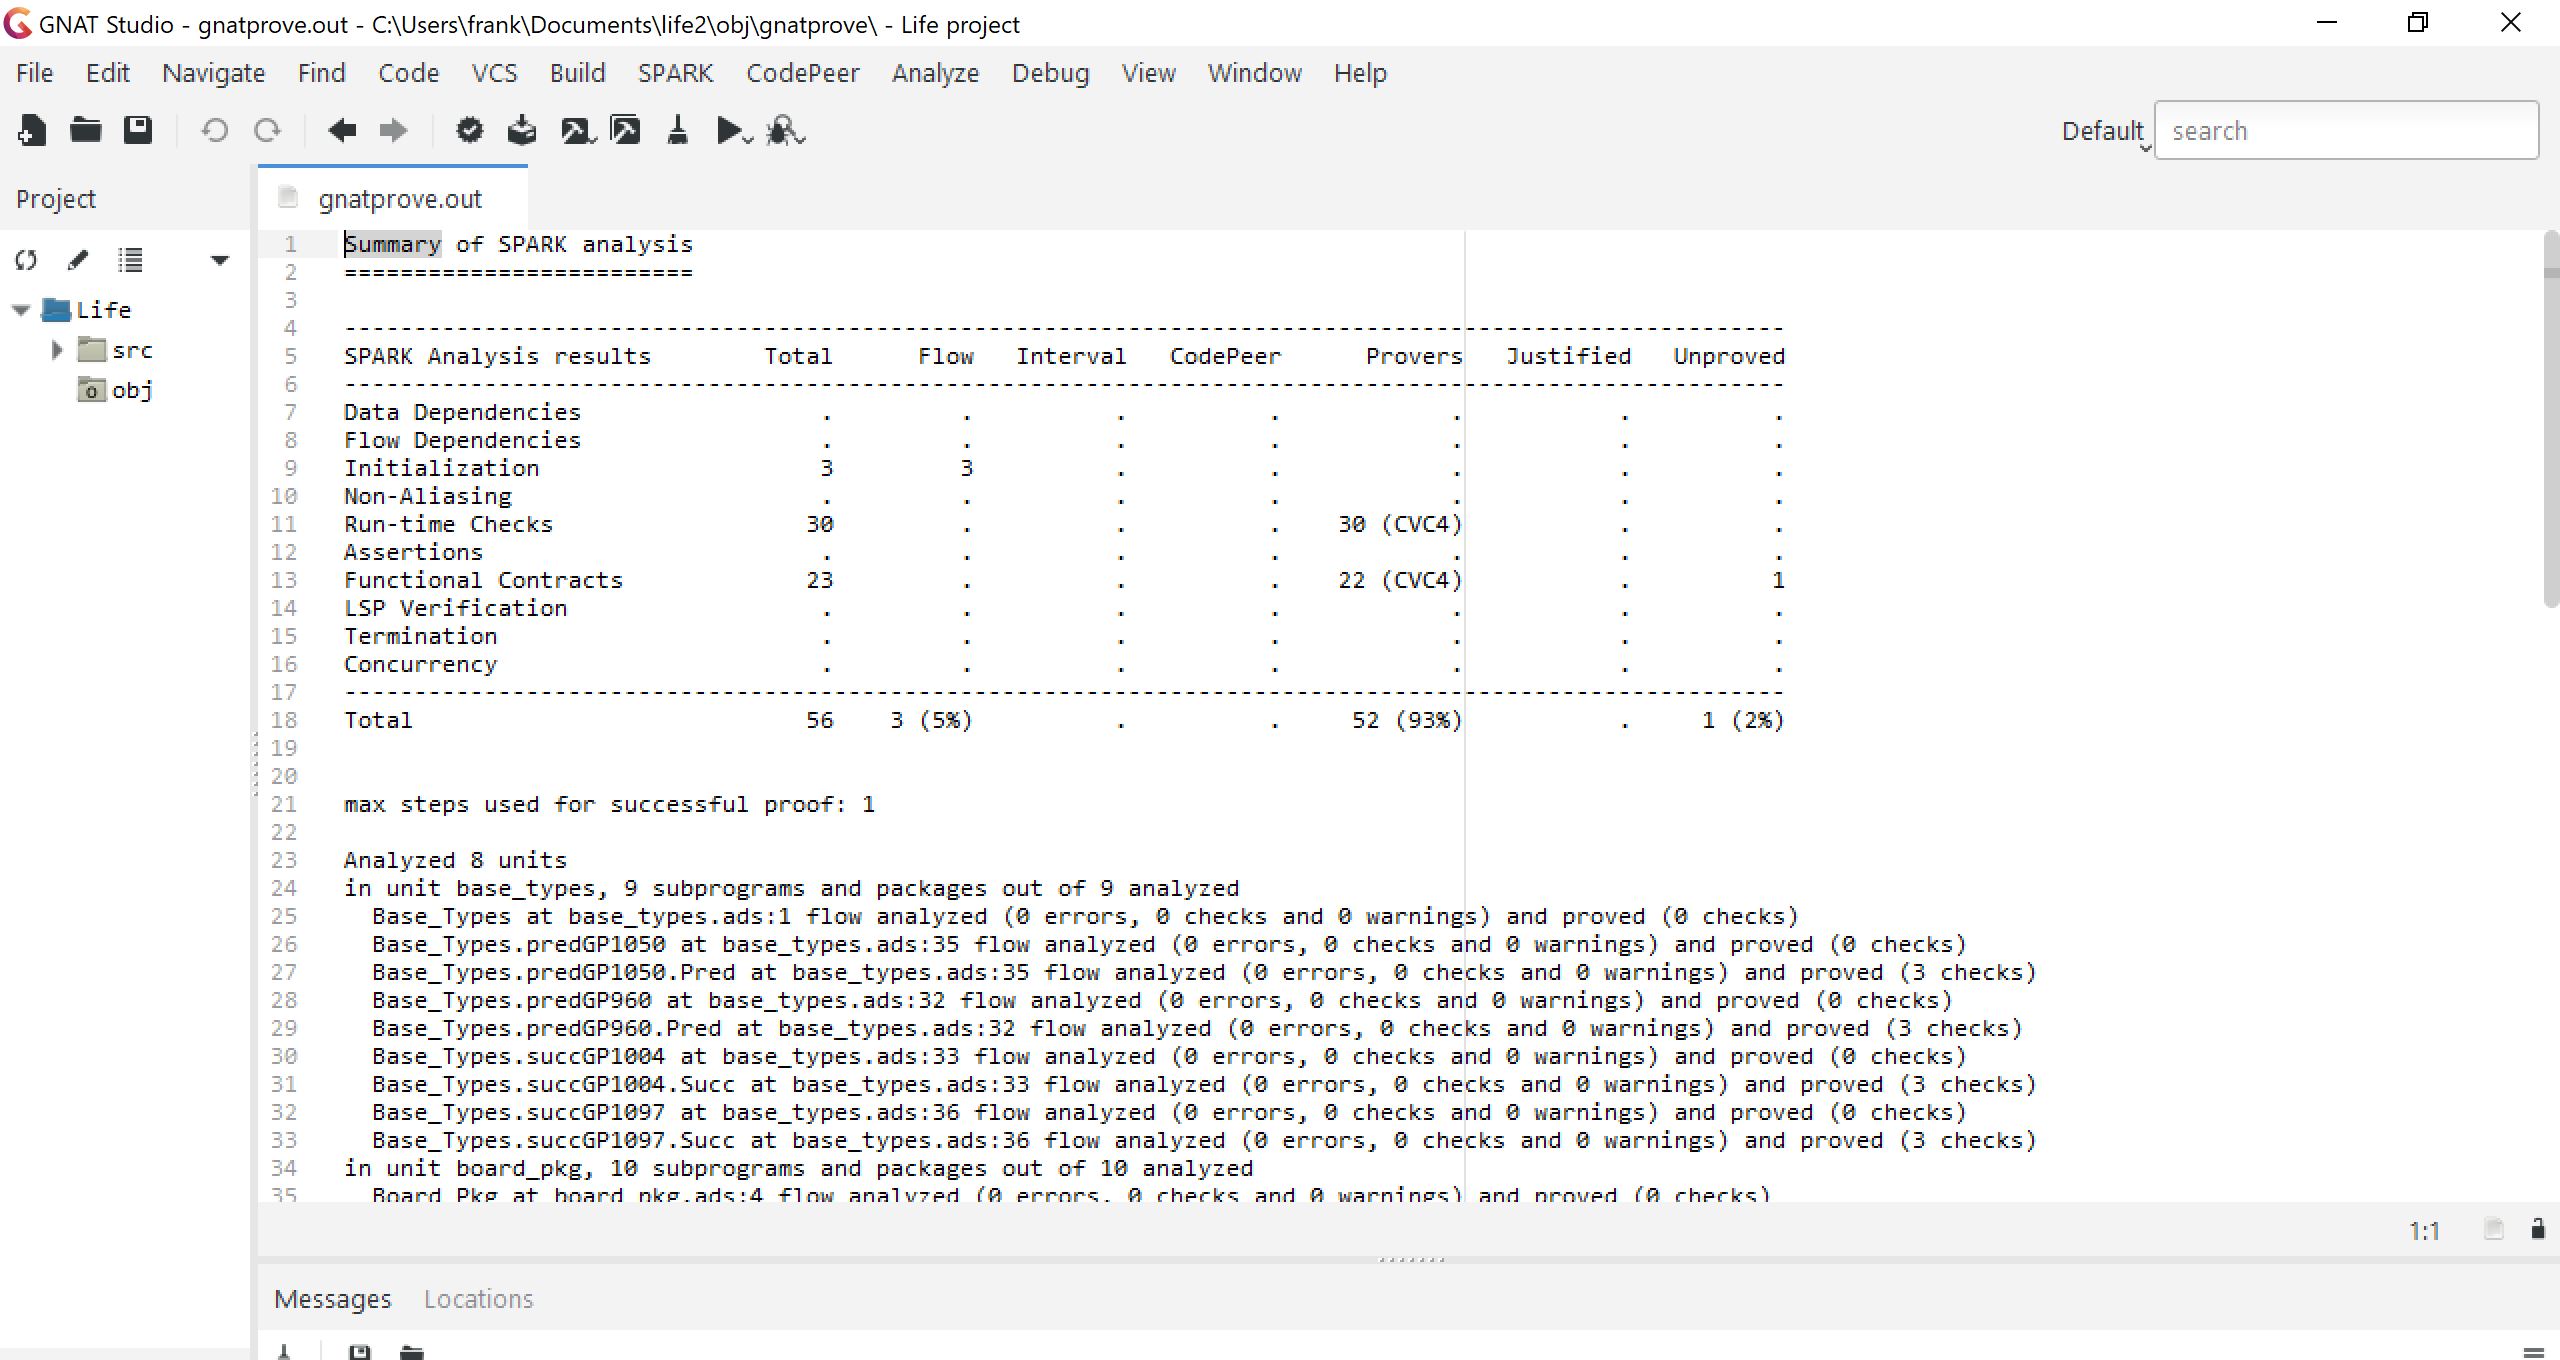 GNAT Studio - gnatprove.out - C:\Users\frank\Documents\life2\obj\gnatprove\ - Life project
File Edit Navigate Find Code VCS Build SPARK CodePeer Analyze Debug View Window Help
Default search
Project
Life
src
obj
gnatprove.out
1 Summary of SPARK analysis
2 =========================
3
4 -------------------------------------------------------------------------------------------------------
5 SPARK Analysis results        Total      Flow   Interval   CodePeer      Provers   Justified   Unproved
6 -------------------------------------------------------------------------------------------------------
7 Data Dependencies                 .         .          .          .            .           .          .
8 Flow Dependencies                 .         .          .          .            .           .          .
9 Initialization                    3         3          .          .            .           .          .
10 Non-Aliasing                      .         .          .          .            .           .          .
11 Run-time Checks                  30         .          .          .    30 (CVC4)           .          .
12 Assertions                        .         .          .          .            .           .          .
13 Functional Contracts             23         .          .          .    22 (CVC4)           .          1
14 LSP Verification                  .         .          .          .            .           .          .
15 Termination                       .         .          .          .            .           .          .
16 Concurrency                       .         .          .          .            .           .          .
17 -------------------------------------------------------------------------------------------------------
18 Total                            56    3 (5%)          .          .     52 (93%)           .     1 (2%)
19
20
21 max steps used for successful proof: 1
22
23 Analyzed 8 units
24 in unit base_types, 9 subprograms and packages out of 9 analyzed
25   Base_Types at base_types.ads:1 flow analyzed (0 errors, 0 checks and 0 warnings) and proved (0 checks)
26   Base_Types.predGP1050 at base_types.ads:35 flow analyzed (0 errors, 0 checks and 0 warnings) and proved (0 checks)
27   Base_Types.predGP1050.Pred at base_types.ads:35 flow analyzed (0 errors, 0 checks and 0 warnings) and proved (3 checks)
28   Base_Types.predGP960 at base_types.ads:32 flow analyzed (0 errors, 0 checks and 0 warnings) and proved (0 checks)
29   Base_Types.predGP960.Pred at base_types.ads:32 flow analyzed (0 errors, 0 checks and 0 warnings) and proved (3 checks)
30   Base_Types.succGP1004 at base_types.ads:33 flow analyzed (0 errors, 0 checks and 0 warnings) and proved (0 checks)
31   Base_Types.succGP1004.Succ at base_types.ads:33 flow analyzed (0 errors, 0 checks and 0 warnings) and proved (3 checks)
32   Base_Types.succGP1097 at base_types.ads:36 flow analyzed (0 errors, 0 checks and 0 warnings) and proved (0 checks)
33   Base_Types.succGP1097.Succ at base_types.ads:36 flow analyzed (0 errors, 0 checks and 0 warnings) and proved (3 checks)
34 in unit board_pkg, 10 subprograms and packages out of 10 analyzed
35   Board_Pkg at board_pkg.ads:4 flow analyzed (0 errors, 0 checks and 0 warnings) and proved (0 checks)
1:1
Messages Locations